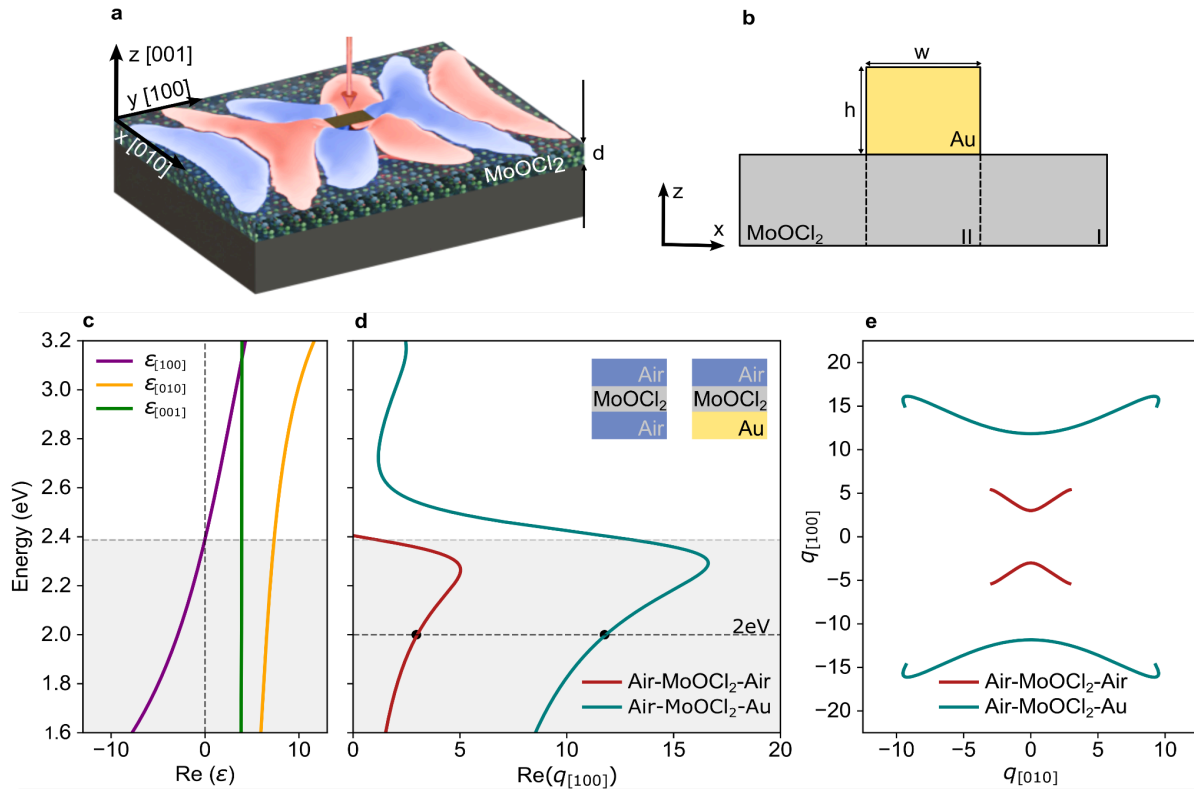 a
z [001]
y [100]
x [010]
MoOCl₂
d
b
w
h
Au
z
x
MoOCl₂
II
I
c
3.2
3.0
2.8
2.6
2.4
2.2
2.0
1.8
1.6
Energy (eV)
ε[100]
ε[010]
ε[001]
−10
0
10
Re (ε)
d
Air
MoOCl₂
Air
Air
MoOCl₂
Au
2eV
Air-MoOCl₂-Air
Air-MoOCl₂-Au
0
5
10
15
20
Re(q[100])
e
20
15
10
5
0
−5
−10
−15
−20
q[100]
Air-MoOCl₂-Air
Air-MoOCl₂-Au
−10
−5
0
5
10
q[010]